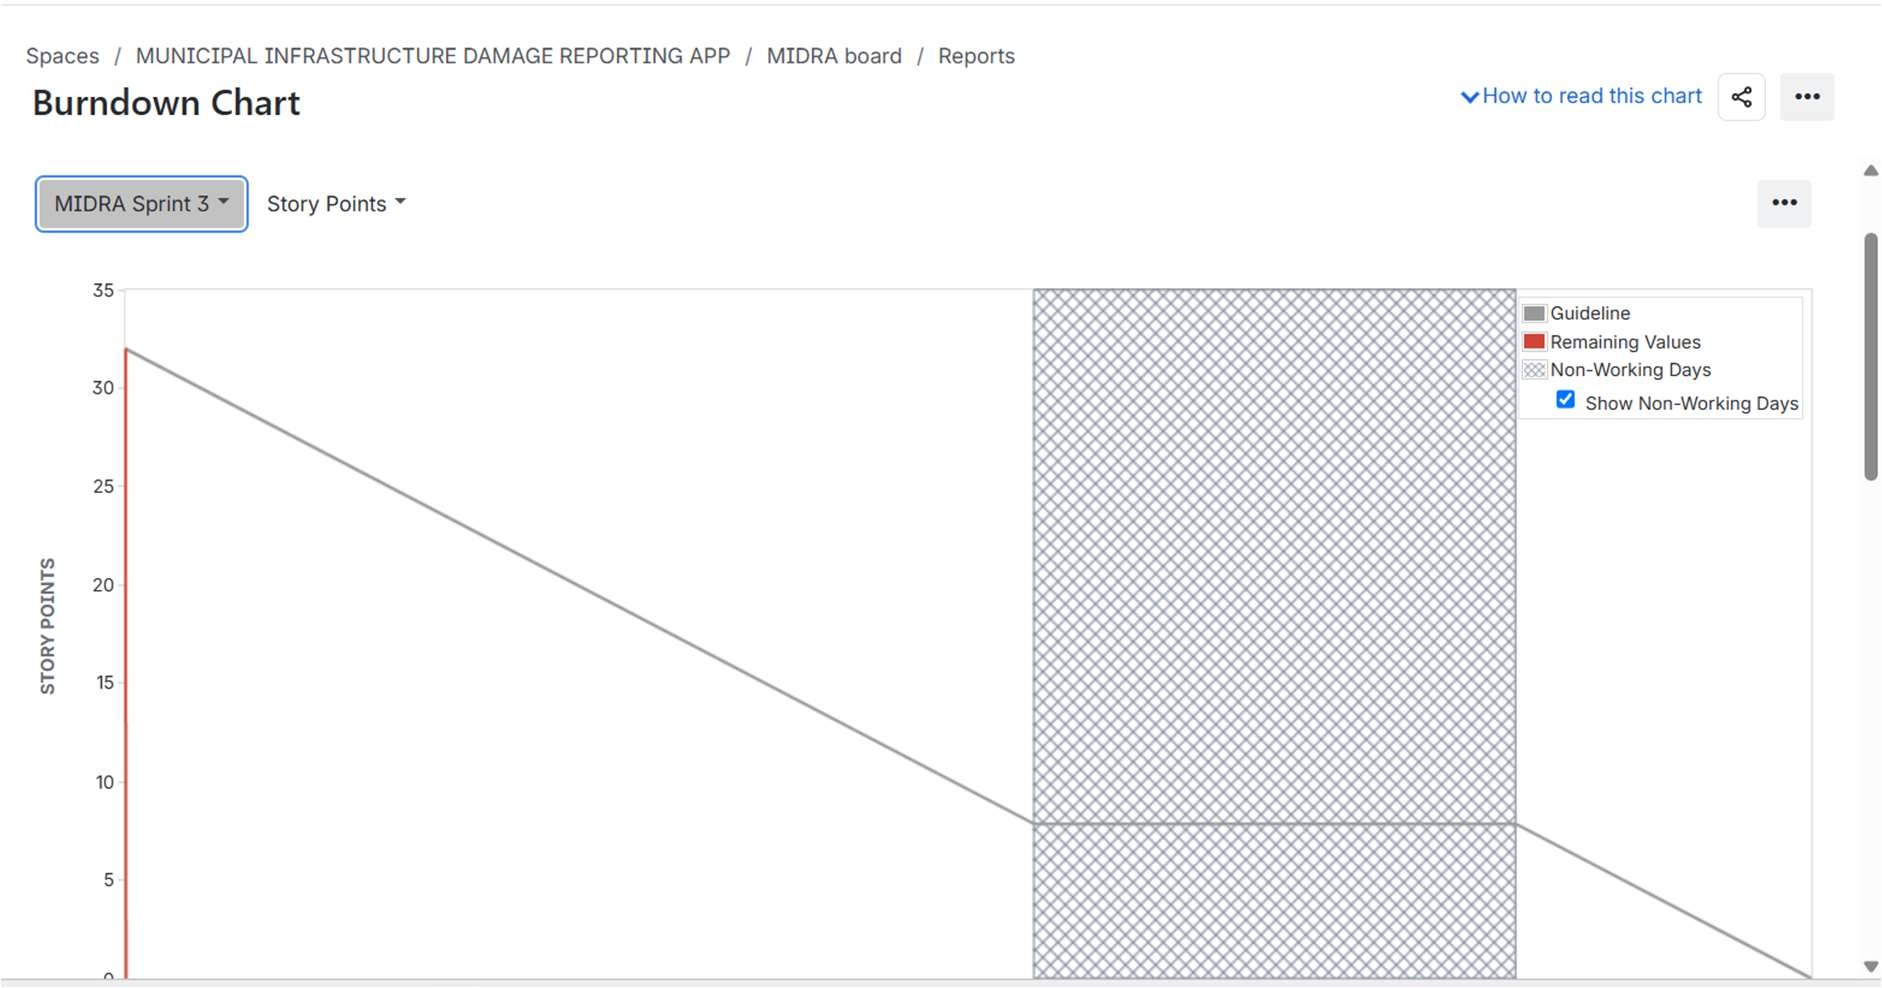 Spaces / MUNICIPAL INFRASTRUCTURE DAMAGE REPORTING APP / MIDRA board / Reports
Burndown Chart
How to read this chart
MIDRA Sprint 3
Story Points
35
30
25
20
15
10
5
0
STORY POINTS
Guideline
Remaining Values
Non-Working Days
Show Non-Working Days